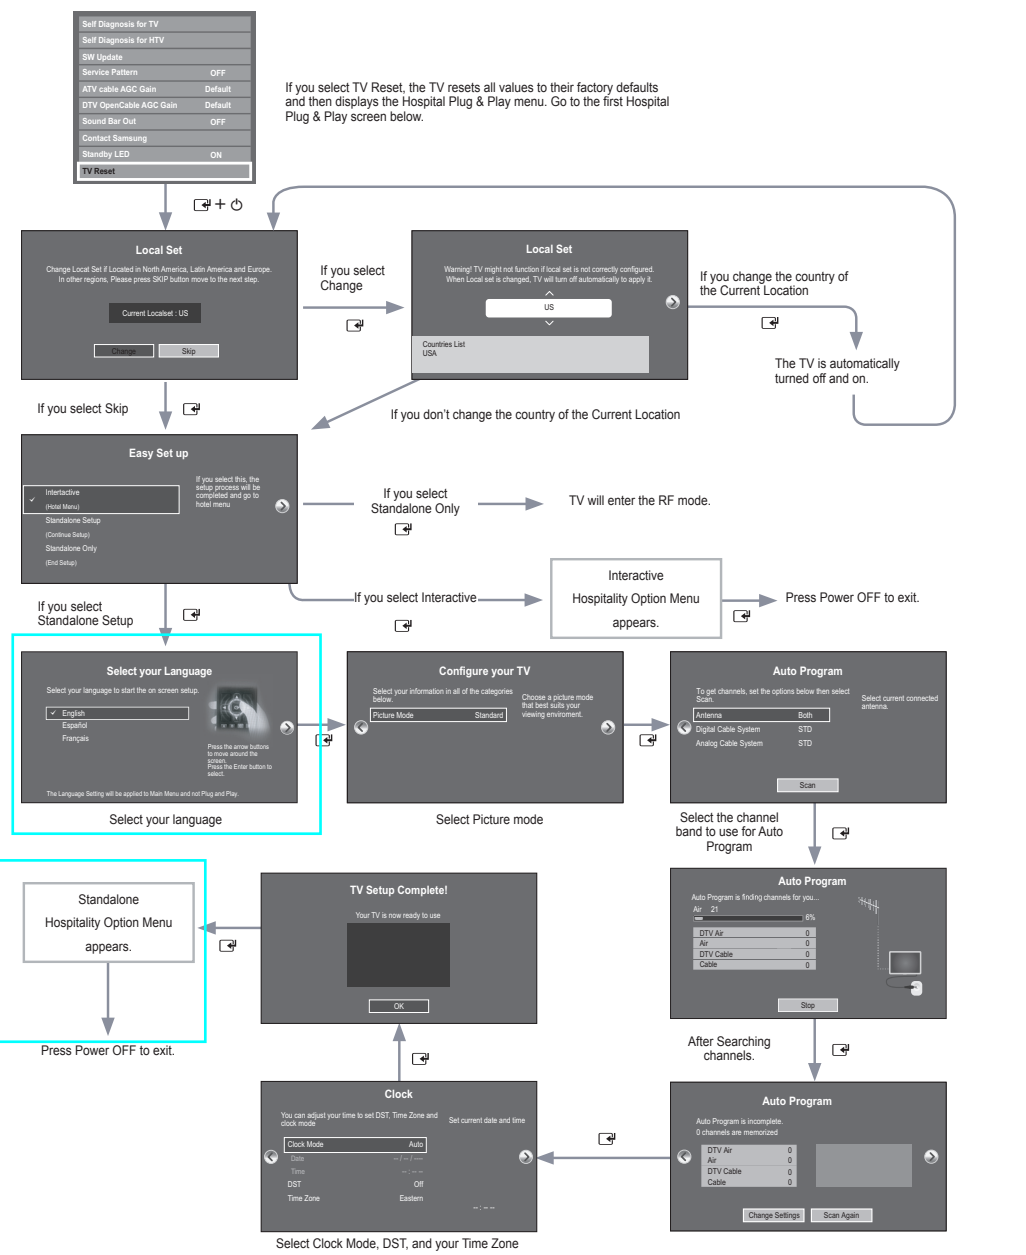 Self Diagnosis for TV
Self Diagnosis for HTV
SW Update
Service Pattern OFF
ATV cable AGC Gain Default
DTV OpenCable AGC Gain Default
Sound Bar Out OFF
Contact Samsung
Standby LED ON
TV Reset
If you select TV Reset, the TV resets all values to their factory defaults
and then displays the Hospital Plug & Play menu. Go to the first Hospital
Plug & Play screen below.
+
Local Set
Change Locat Set if Located in North America, Latin America and Europe.
In other regions, Please press SKIP button move to the next step.
Current Localset : US
Change Skip
If you select
Change
Local Set
Warning! TV might not function if local set is not correctly configured.
When Local set is changed, TV will turn off automatically to apply it.
US
Countries List
USA
If you change the country of
the Current Location
The TV is automatically
turned off and on.
If you select Skip
If you don't change the country of the Current Location
Easy Set up
Intertactive
(Hotal Menu)
Standalone Setup
(Continue Setup)
Standalone Only
(End Setup)
If you select this, the
setup process will be
completed and go to
hotel menu
If you select
Standalone Only
TV will enter the RF mode.
If you select Interactive
Interactive
Hospitality Option Menu
appears.
Press Power OFF to exit.
If you select
Standalone Setup
Select your Language
Select your language to start the on screen setup.
✓ English
Español
Français
Press the arrow buttons
to move around the
screen.
Press the Enter button to
select.
The Language Setting will be applied to Main Menu and not Plug and Play.
Select your language
Configure your TV
Select your information in all of the categories
below.
Picture Mode Standard
Choose a picture mode
that best suits your
viewing enviroment.
Select Picture mode
Auto Program
To get channels, set the options below then select
Scan.
Antenna Both
Digital Cable System STD
Analog Cable System STD
Select current connected
antenna.
Scan
Select the channel
band to use for Auto
Program
Auto Program
Auto Program is finding channels for you...
Air 21
6%
DTV Air 0
Air 0
DTV Cable 0
Cable 0
Stop
After Searching
channels.
Auto Program
Auto Program is incomplete.
0 channels are memorized
DTV Air 0
Air 0
DTV Cable 0
Cable 0
Change Settings Scan Again
Clock
You can adjust your time to set DST, Time Zone and
clock mode
Set current date and time
Clock Mode Auto
Date -- / -- / ----
Time -- : -- --
DST Off
Time Zone Eastern
-- : -- --
Select Clock Mode, DST, and your Time Zone
TV Setup Complete!
Your TV is now ready to use
OK
Standalone
Hospitality Option Menu
appears.
Press Power OFF to exit.